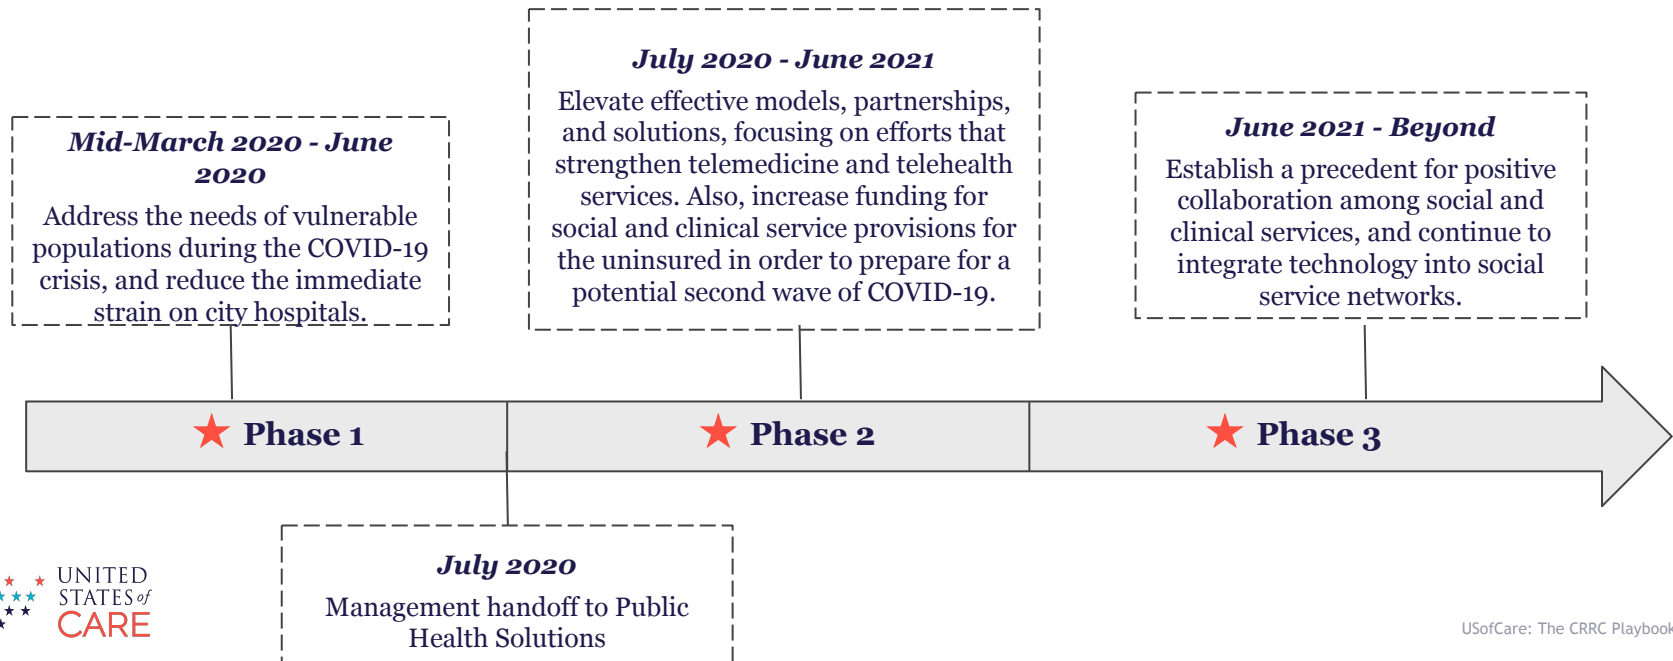 Mid-March 2020 - June
2020
Address the needs of vulnerable
populations during the COVID-19
crisis, and reduce the immediate
strain on city hospitals.
July 2020 - June 2021
Elevate effective models, partnerships,
and solutions, focusing on efforts that
strengthen telemedicine and telehealth
services. Also, increase funding for
social and clinical service provisions for
the uninsured in order to prepare for a
potential second wave of COVID-19.
June 2021 - Beyond
Establish a precedent for positive
collaboration among social and
clinical services, and continue to
integrate technology into social
service networks.
Phase 1
Phase 2
Phase 3
July 2020
Management handoff to Public
Health Solutions
UNITED
STATES of
CARE
USofCare: The CRRC Playbook